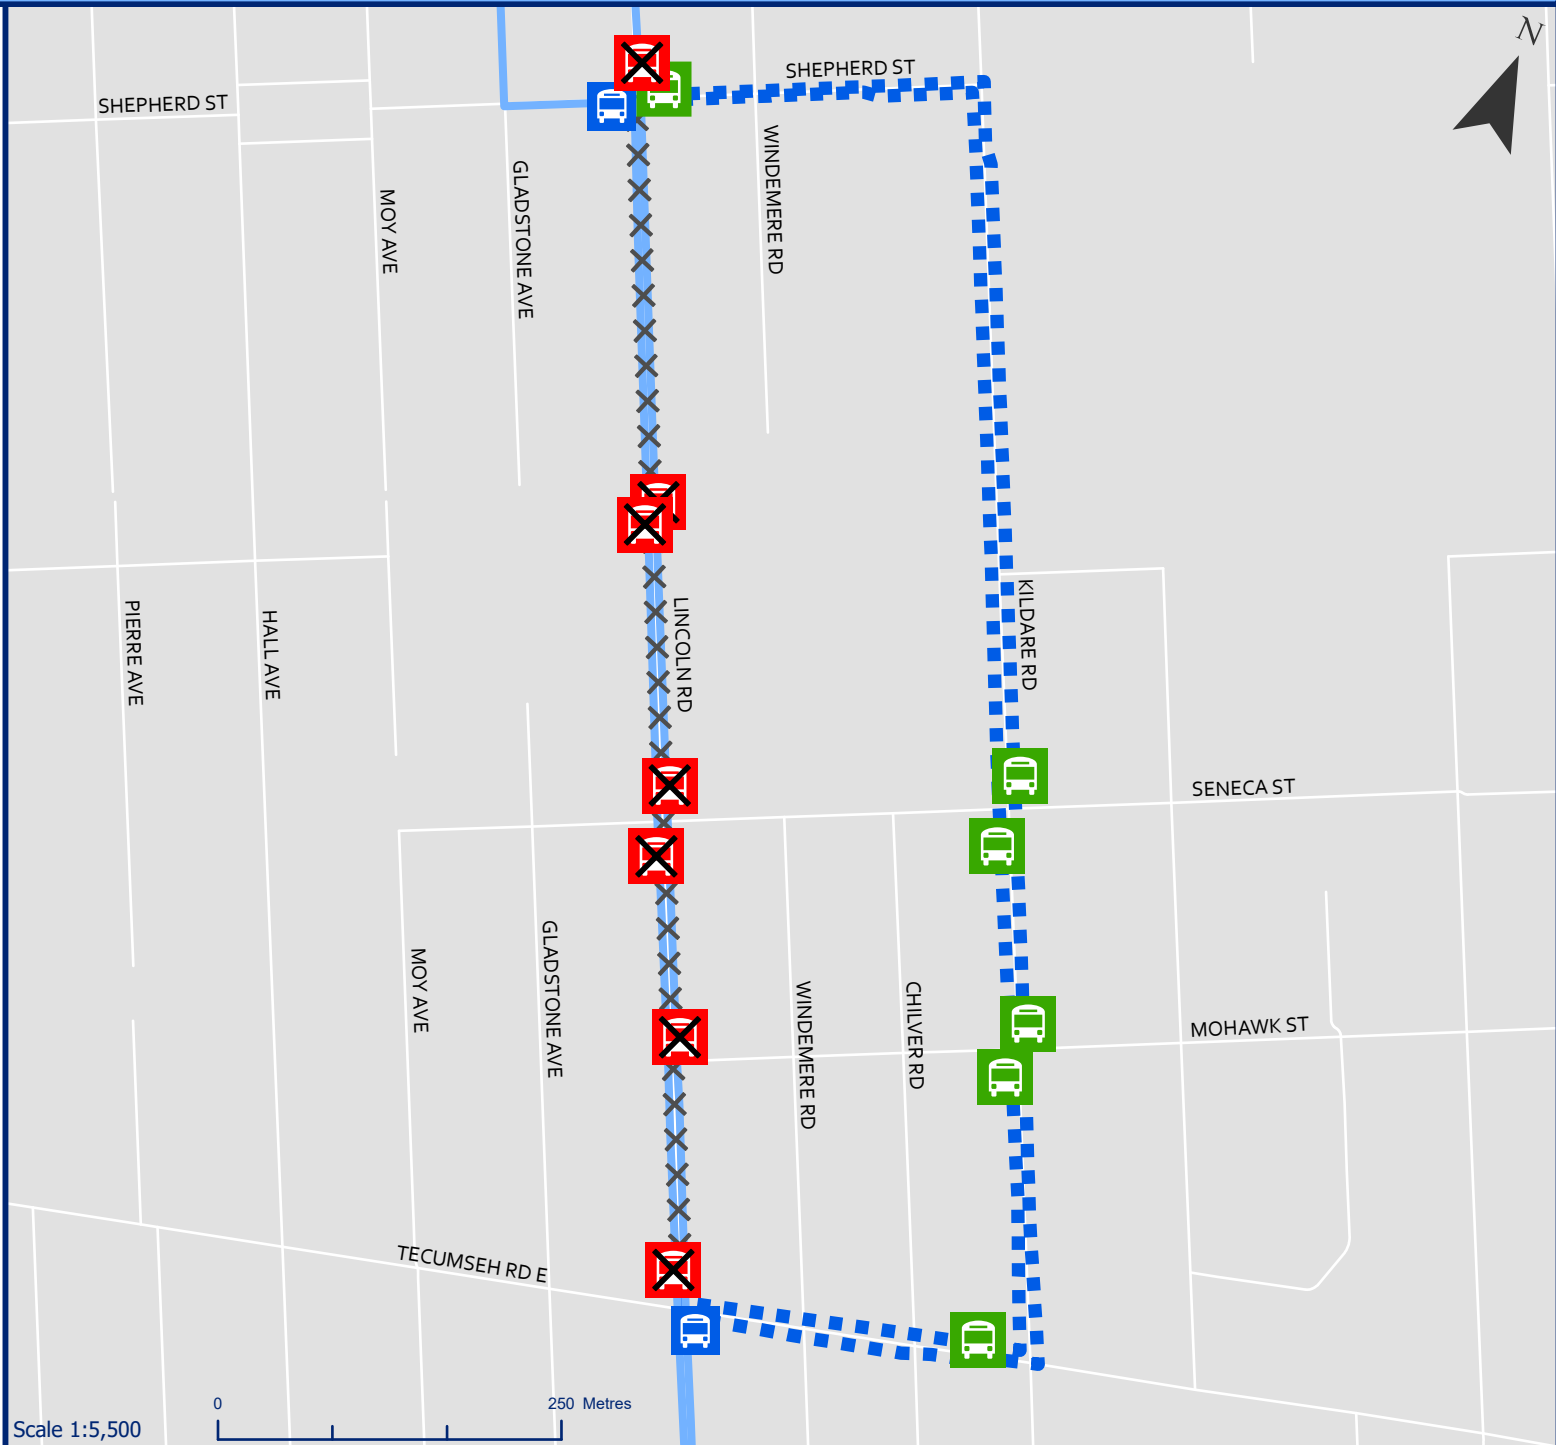 N
SHEPHERD ST
SHEPHERD ST
WINDEMERE RD
GLADSTONE AVE
MOY AVE
KILDARE RD
LINCOLN RD
PIERRE AVE
HALL AVE
SENECA ST
GLADSTONE AVE
MOY AVE
WINDEMERE RD
CHILVER RD
MOHAWK ST
TECUMSEH RD E
0 250 Metres
Scale 1:5,500